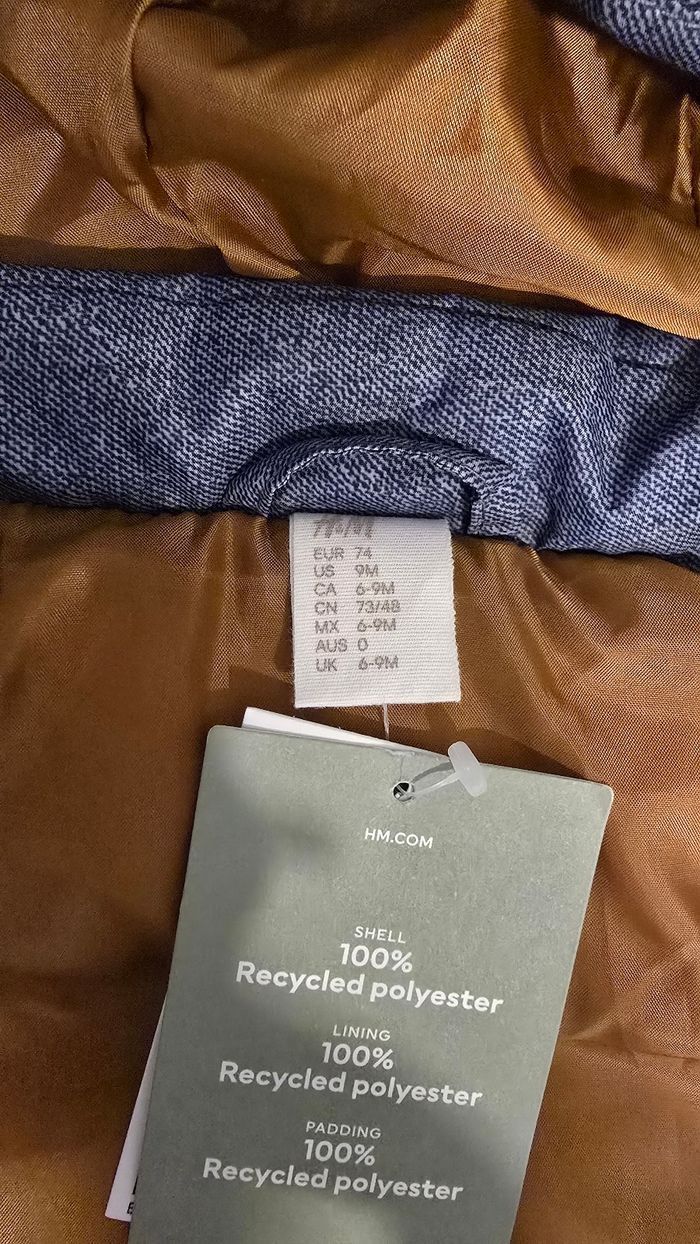 H&M
EUR 74
US 9M
CA 6-9M
CN 73/48
MX 6-9M
AUS 0
UK 6-9M
HM.COM
SHELL
100%
Recycled polyester
LINING
100%
Recycled polyester
PADDING
100%
Recycled polyester